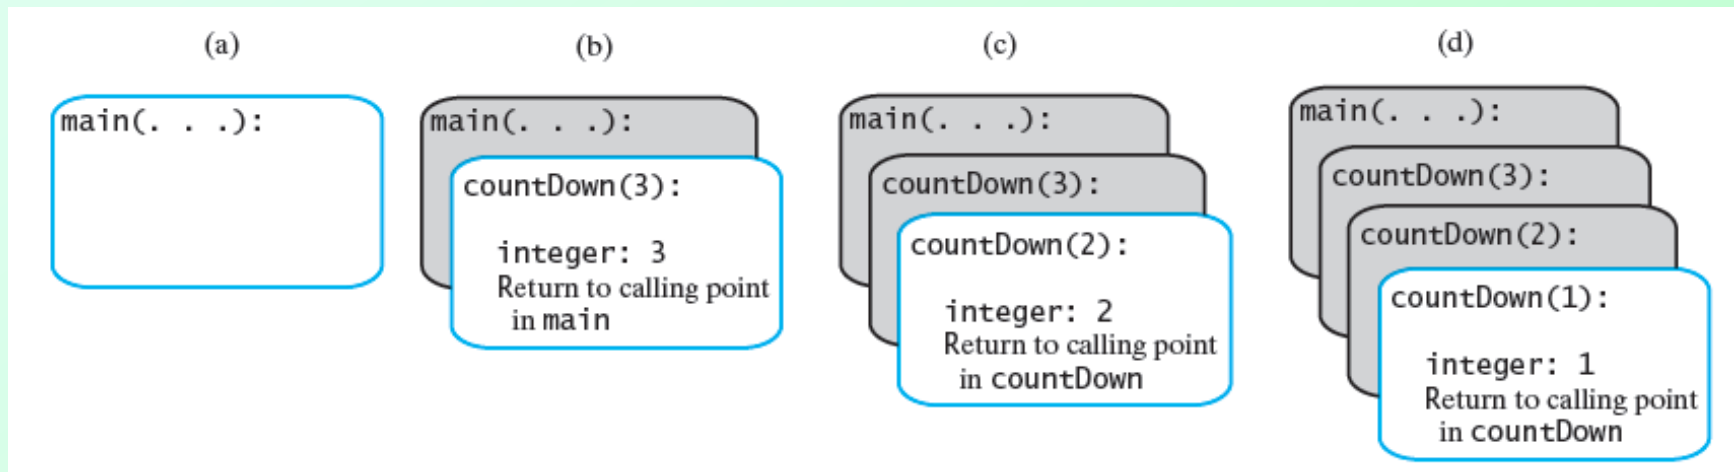 (a)
main(. . .):
(b)
main(. . .):
countDown(3):
integer: 3
Return to calling point
in main
(c)
main(. . .):
countDown(3):
countDown(2):
integer: 2
Return to calling point
in countDown
(d)
main(. . .):
countDown(3):
countDown(2):
countDown(1):
integer: 1
Return to calling point
in countDown